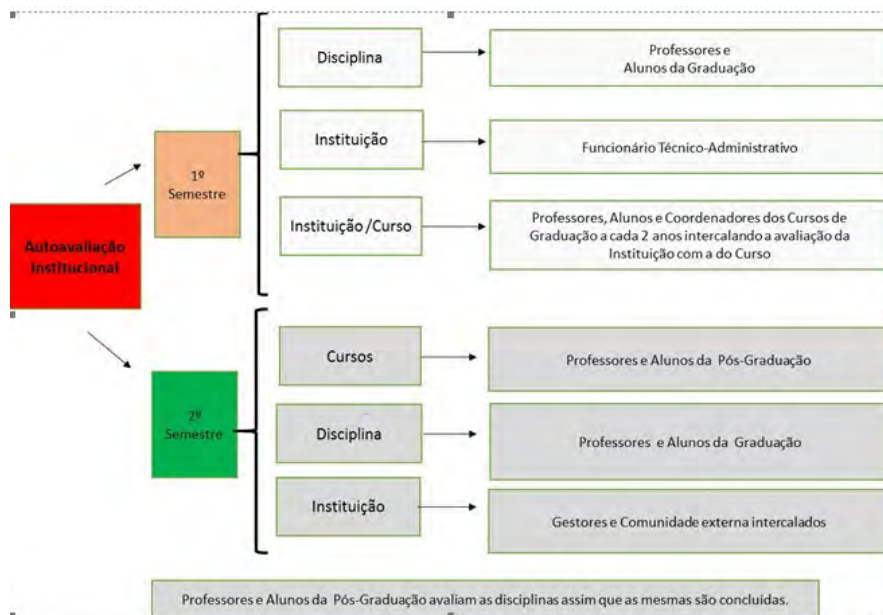 Autoavaliação
Institucional
1º
Semestre
Disciplina
Professores e
Alunos da Graduação
Instituição
Funcionário Técnico-Administrativo
Instituição /Curso
Professores, Alunos e Coordenadores dos Cursos de
Graduação a cada 2 anos intercalando a avaliação da
Instituição com a do Curso
2º
Semestre
Cursos
Professores e Alunos da Pós-Graduação
Disciplina
Professores e Alunos da Graduação
Instituição
Gestores e Comunidade externa intercalados
Professores e Alunos da Pós-Graduação avaliam as disciplinas assim que as mesmas são concluídas.